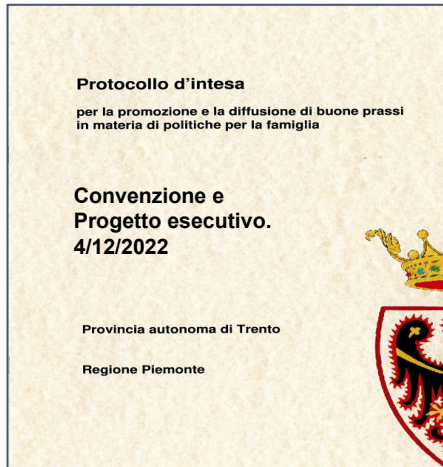 Protocollo d'intesa
per la promozione e la diffusione di buone prassi
in materia di politiche per la famiglia
Convenzione e
Progetto esecutivo.
4/12/2022
Provincia autonoma di Trento
Regione Piemonte